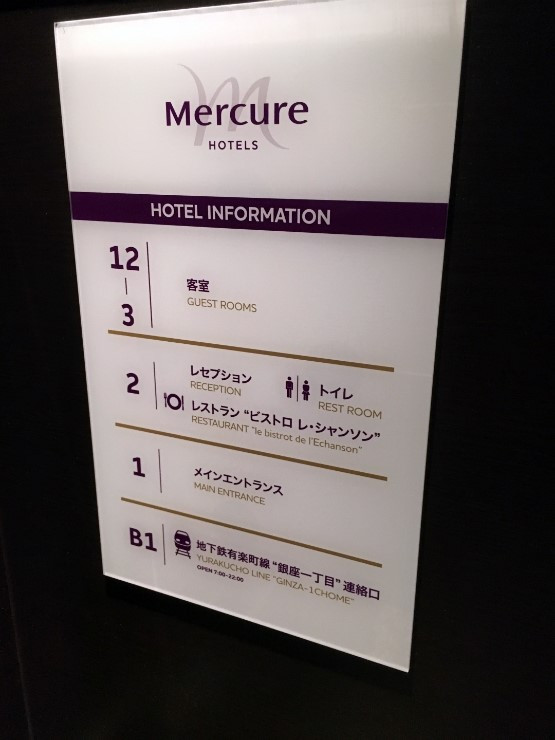 Mercure
HOTELS
HOTEL INFORMATION
12
|
3
客室
GUEST ROOMS
2
レセプション
RECEPTION
トイレ
REST ROOM
レストラン “ビストロ レ・シャンソン”
RESTAURANT "le bistrot de l'Echanson"
1
メインエントランス
MAIN ENTRANCE
B1
地下鉄有楽町線 “銀座一丁目” 連絡口
YURAKUCHO LINE "GINZA-1CHOME"
OPEN 7:00-22:00